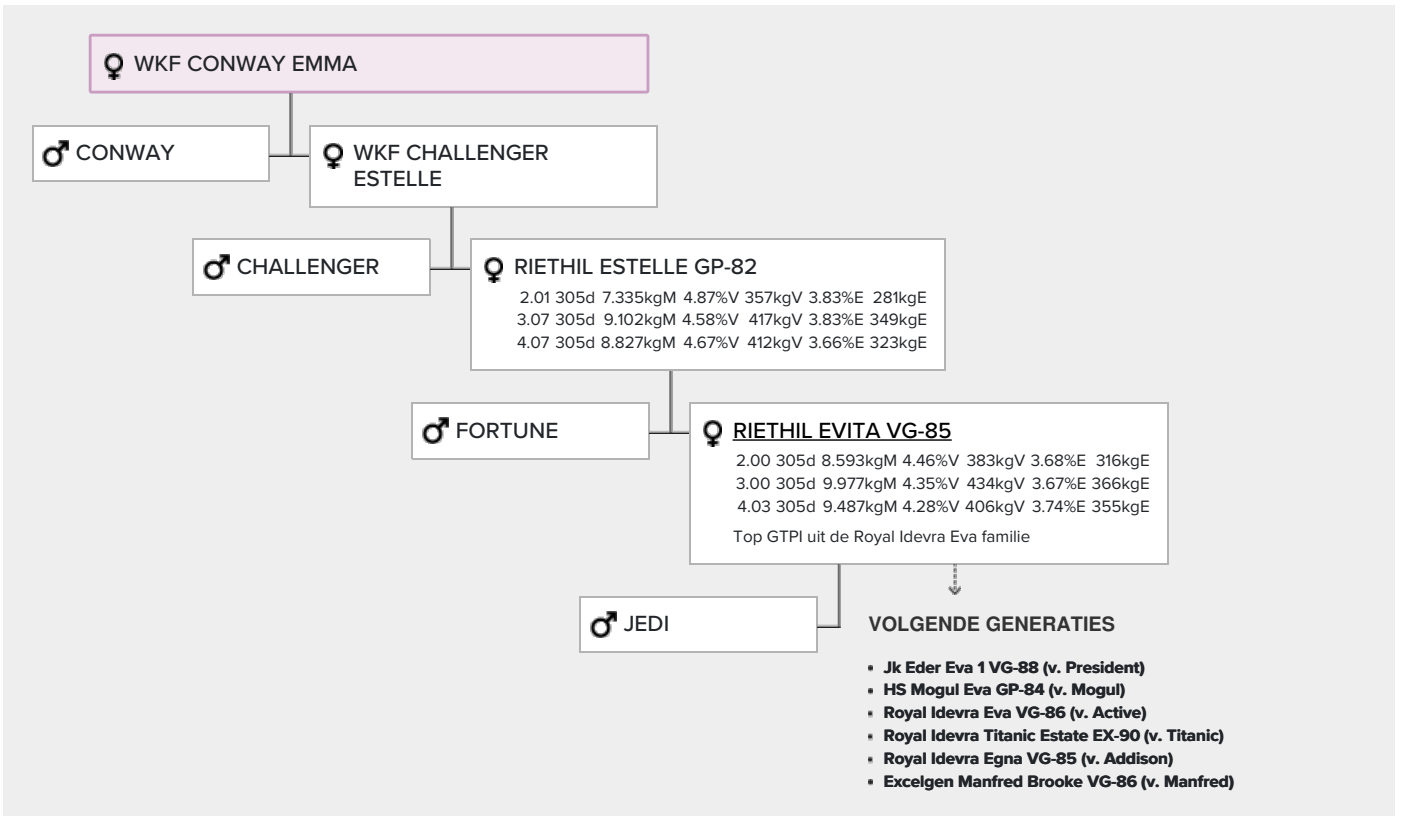 WKF CONWAY EMMA
CONWAY
WKF CHALLENGER
ESTELLE
CHALLENGER
RIETHIL ESTELLE GP-82
2.01 305d 7.335kgM 4.87%V 357kgV 3.83%E 281kgE
3.07 305d 9.102kgM 4.58%V 417kgV 3.83%E 349kgE
4.07 305d 8.827kgM 4.67%V 412kgV 3.66%E 323kgE
FORTUNE
RIETHIL EVITA VG-85
2.00 305d 8.593kgM 4.46%V 383kgV 3.68%E 316kgE
3.00 305d 9.977kgM 4.35%V 434kgV 3.67%E 366kgE
4.03 305d 9.487kgM 4.28%V 406kgV 3.74%E 355kgE
Top GTPI uit de Royal Idevra Eva familie
JEDI
VOLGENDE GENERATIES
• Jk Eder Eva 1 VG-88 (v. President)
• HS Mogul Eva GP-84 (v. Mogul)
• Royal Idevra Eva VG-86 (v. Active)
• Royal Idevra Titanic Estate EX-90 (v. Titanic)
• Royal Idevra Egna VG-85 (v. Addison)
• Excelgen Manfred Brooke VG-86 (v. Manfred)